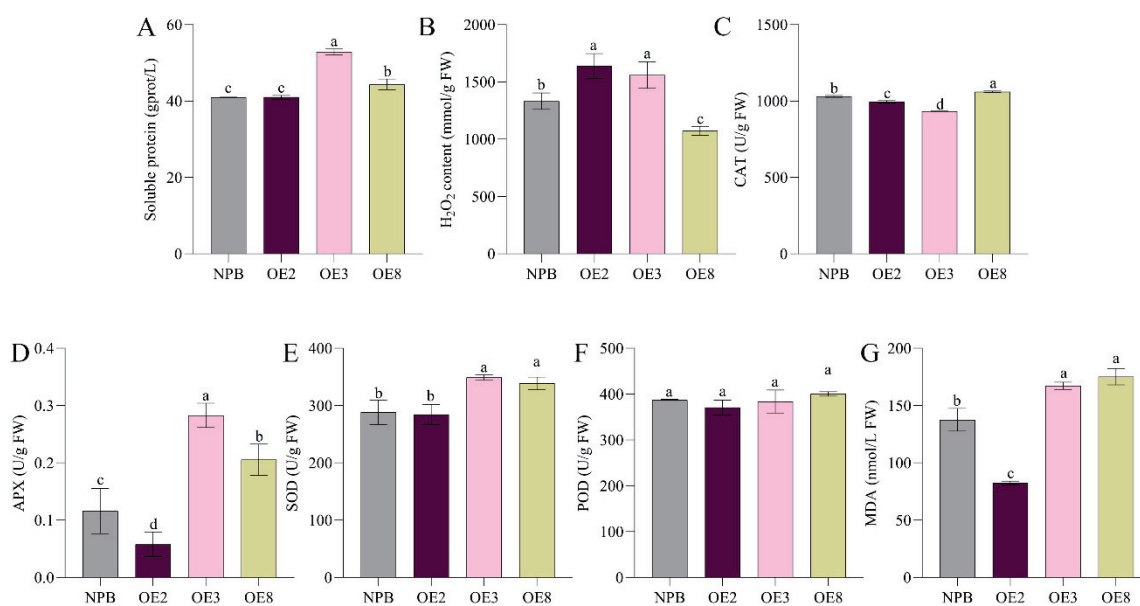 A
Soluble protein (gprot/L)
60
40
20
0
c
c
a
b
NPB
OE2
OE3
OE8
B
H₂O₂ content (mmol/g FW)
2000
1500
1000
500
0
b
a
a
c
NPB
OE2
OE3
OE8
C
CAT (U/g FW)
1500
1000
500
0
b
c
d
a
NPB
OE2
OE3
OE8
D
APX (U/g FW)
0.4
0.3
0.2
0.1
0.0
c
d
a
b
NPB
OE2
OE3
OE8
E
SOD (U/g FW)
400
300
200
100
0
b
b
a
a
NPB
OE2
OE3
OE8
F
POD (U/g FW)
500
400
300
200
100
0
a
a
a
a
NPB
OE2
OE3
OE8
G
MDA (nmol/L FW)
200
150
100
50
0
b
c
a
a
NPB
OE2
OE3
OE8